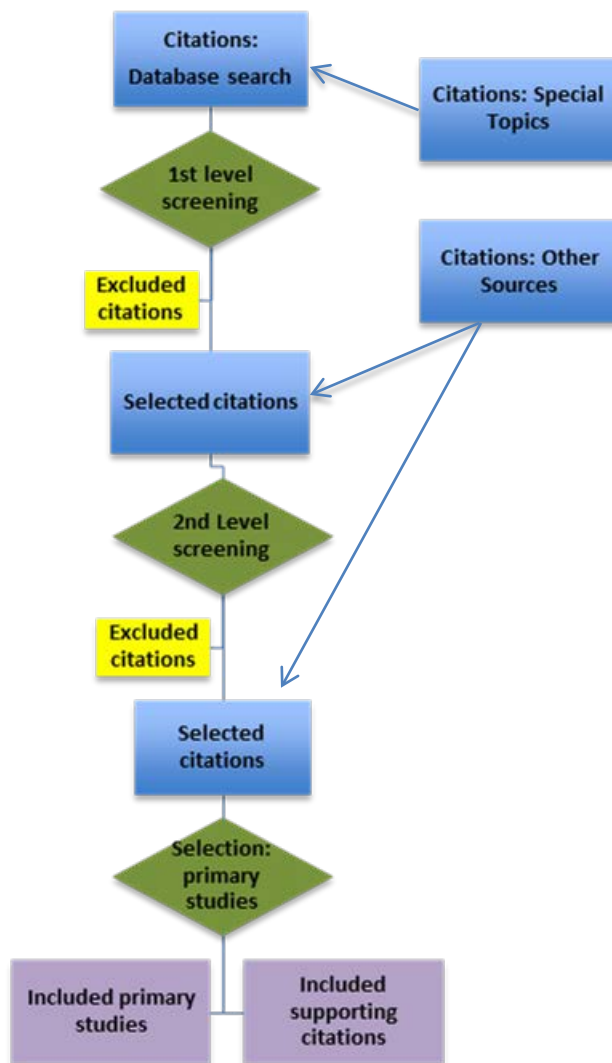 Citations:
Database search
Citations: Special
Topics
1st level
screening
Citations: Other
Sources
Excluded
citations
Selected citations
2nd Level
screening
Excluded
citations
Selected
citations
Selection:
primary
studies
Included primary
studies
Included
supporting
citations